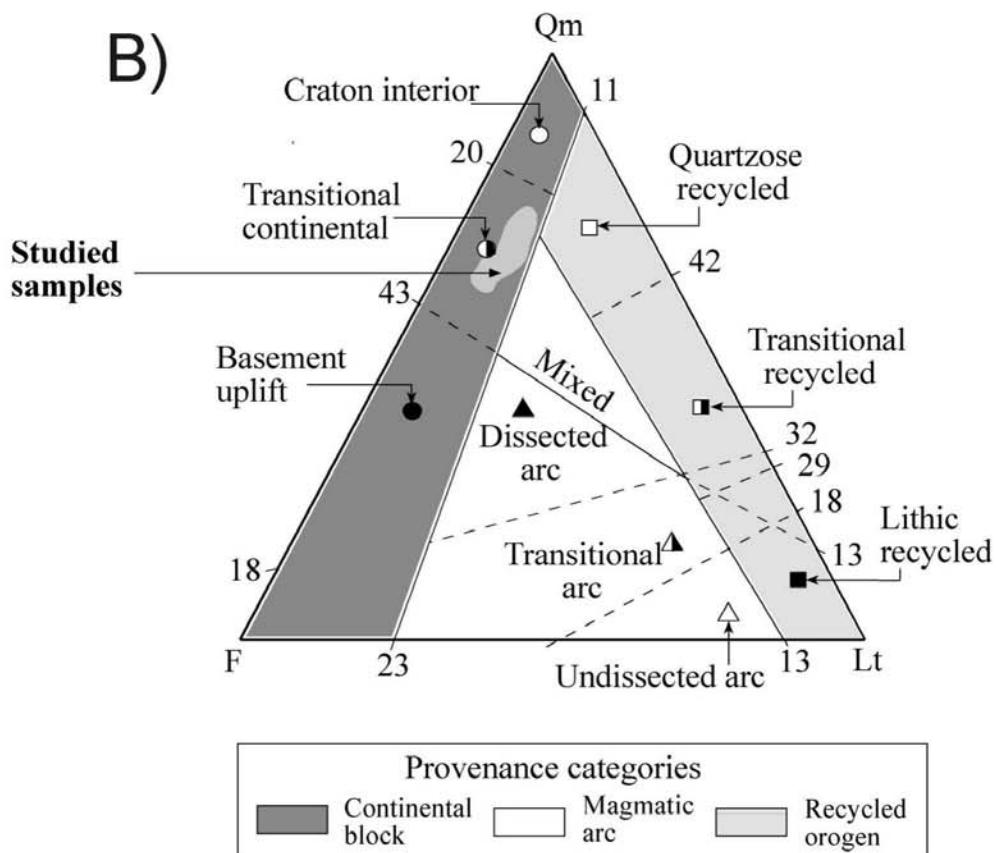 B)
Qm
Craton interior
11
20
Quartzose
recycled
Transitional
continental
Studied
samples
42
43
Basement
uplift
Mixed
Transitional
recycled
Dissected
arc
32
29
18
Lithic
recycled
18
Transitional
arc
13
F
23
13
Lt
Undissected arc
Provenance categories
Continental
block
Magmatic
arc
Recycled
orogen